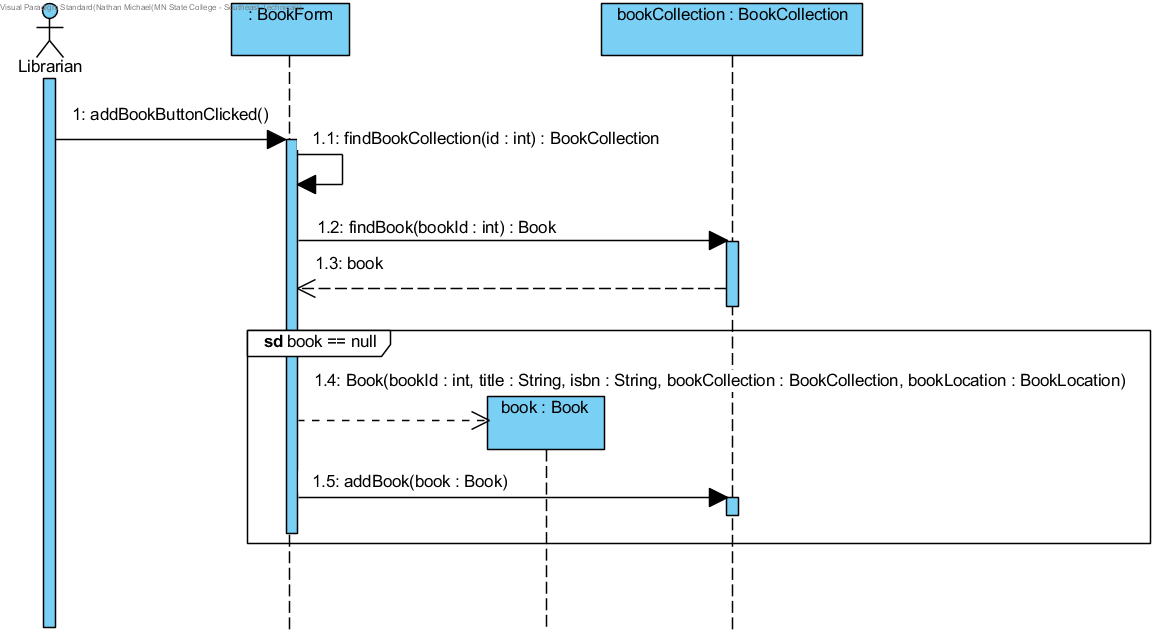 Visual Paradigm Standard(Nathan Michael(MN State College - Southeast Technical))
: BookForm
bookCollection : BookCollection
Librarian
1: addBookButtonClicked()
1.1: findBookCollection(id : int) : BookCollection
1.2: findBook(bookId : int) : Book
1.3: book
sd book == null
1.4: Book(bookId : int, title : String, isbn : String, bookCollection : BookCollection, bookLocation : BookLocation)
book : Book
1.5: addBook(book : Book)